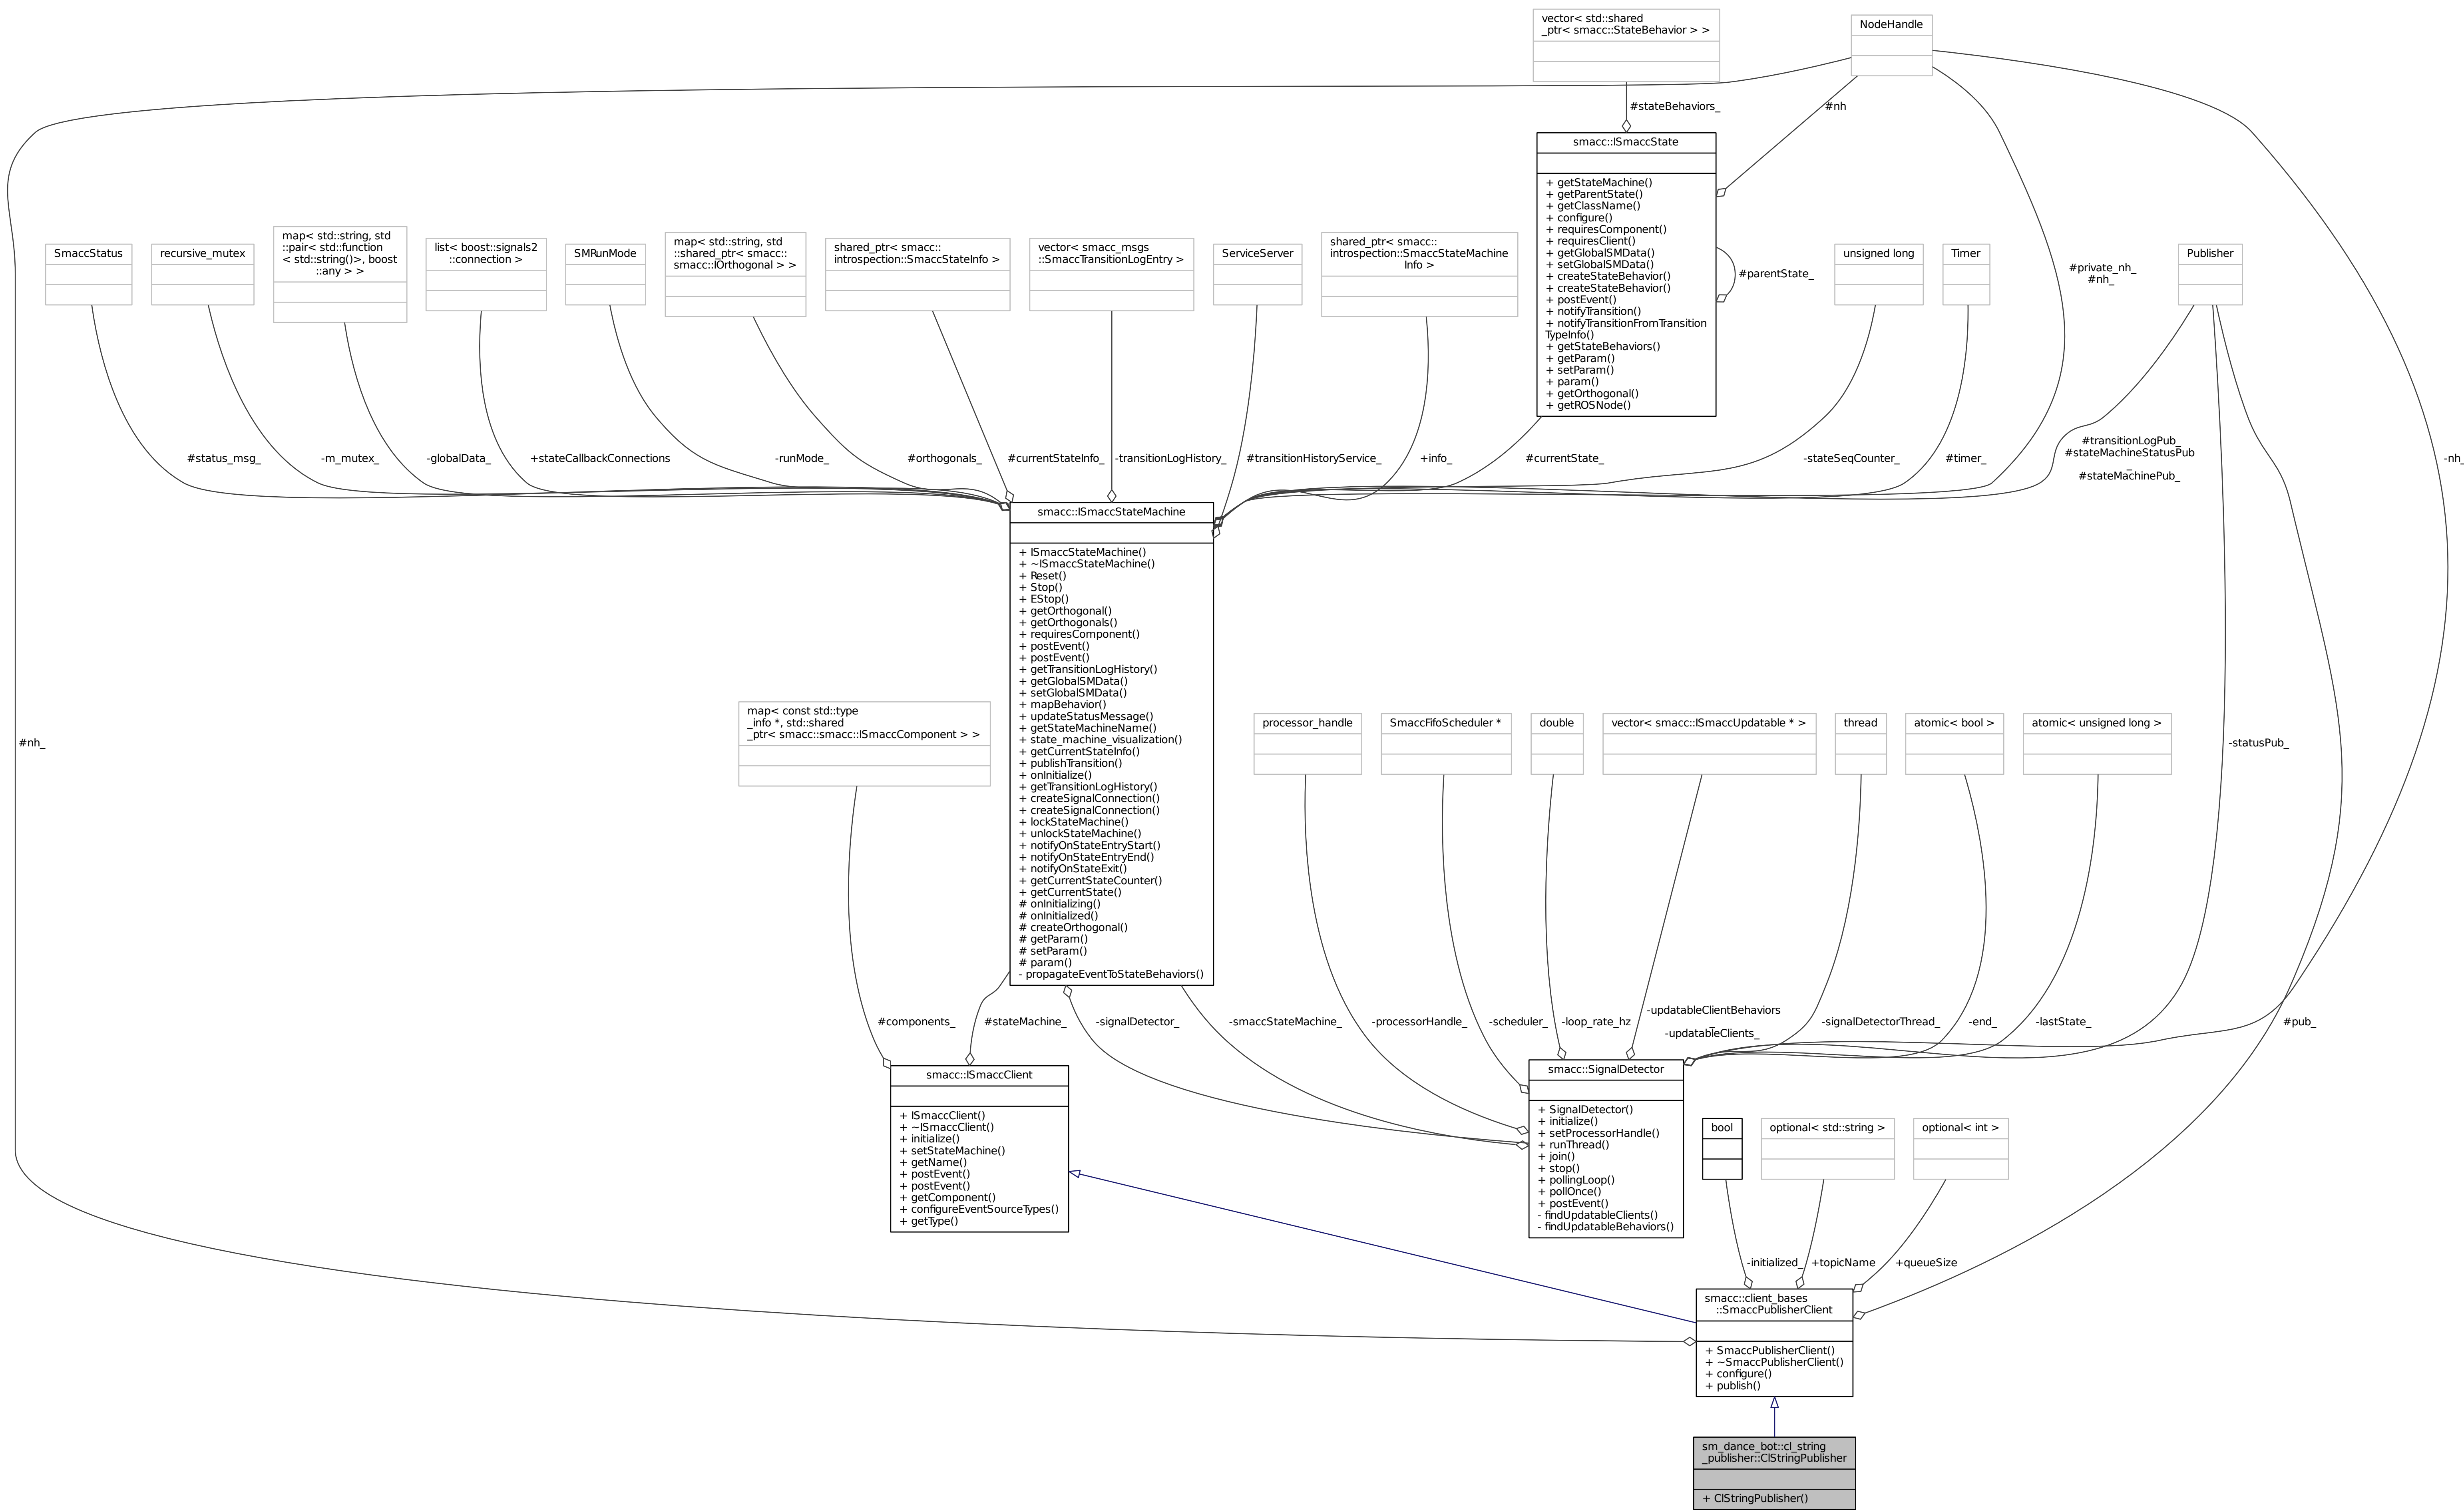 vector< std::shared
_ptr< smacc::StateBehavior > >
NodeHandle
#stateBehaviors_
#nh
smacc::ISmaccState
+ getStateMachine()
+ getParentState()
+ getClassName()
+ configure()
+ requiresComponent()
+ requiresClient()
+ getGlobalSMData()
+ setGlobalSMData()
+ createStateBehavior()
+ createStateBehavior()
+ postEvent()
+ notifyTransition()
+ notifyTransitionFromTransition
TypeInfo()
+ getStateBehaviors()
+ getParam()
+ setParam()
+ param()
+ getOrthogonal()
+ getROSNode()
#parentState_
SmaccStatus
recursive_mutex
map< std::string, std
::pair< std::function
< std::string()>, boost
::any > >
list< boost::signals2
::connection >
SMRunMode
map< std::string, std
::shared_ptr< smacc::
smacc::IOrthogonal > >
shared_ptr< smacc::
introspection::SmaccStateInfo >
vector< smacc_msgs
::SmaccTransitionLogEntry >
ServiceServer
shared_ptr< smacc::
introspection::SmaccStateMachine
Info >
unsigned long
Timer
#private_nh_
#nh_
Publisher
#status_msg_
-m_mutex_
-globalData_
+stateCallbackConnections
-runMode_
#orthogonals_
#currentStateInfo_
-transitionLogHistory_
#transitionHistoryService_
+info_
#currentState_
-stateSeqCounter_
#timer_
#transitionLogPub_
#stateMachineStatusPub
_
#stateMachinePub_
-nh_
smacc::ISmaccStateMachine
+ ISmaccStateMachine()
+ ~ISmaccStateMachine()
+ Reset()
+ Stop()
+ EStop()
+ getOrthogonal()
+ getOrthogonals()
+ requiresComponent()
+ postEvent()
+ postEvent()
+ getTransitionLogHistory()
+ getGlobalSMData()
+ setGlobalSMData()
+ mapBehavior()
+ updateStatusMessage()
+ getStateMachineName()
+ state_machine_visualization()
+ getCurrentStateInfo()
+ publishTransition()
+ onInitialize()
+ getTransitionLogHistory()
+ createSignalConnection()
+ createSignalConnection()
+ lockStateMachine()
+ unlockStateMachine()
+ notifyOnStateEntryStart()
+ notifyOnStateEntryEnd()
+ notifyOnStateExit()
+ getCurrentStateCounter()
+ getCurrentState()
# onInitializing()
# onInitialized()
# createOrthogonal()
# getParam()
# setParam()
# param()
- propagateEventToStateBehaviors()
#nh_
map< const std::type
_info *, std::shared
_ptr< smacc::smacc::ISmaccComponent > >
processor_handle
SmaccFifoScheduler *
double
vector< smacc::ISmaccUpdatable * >
thread
atomic< bool >
atomic< unsigned long >
-statusPub_
#components_
#stateMachine_
-signalDetector_
-smaccStateMachine_
-processorHandle_
-scheduler_
-loop_rate_hz
-updatableClientBehaviors
_
-updatableClients_
-signalDetectorThread_
-end_
-lastState_
#pub_
smacc::ISmaccClient
+ ISmaccClient()
+ ~ISmaccClient()
+ initialize()
+ setStateMachine()
+ getName()
+ postEvent()
+ postEvent()
+ getComponent()
+ configureEventSourceTypes()
+ getType()
smacc::SignalDetector
+ SignalDetector()
+ initialize()
+ setProcessorHandle()
+ runThread()
+ join()
+ stop()
+ pollingLoop()
+ pollOnce()
+ postEvent()
- findUpdatableClients()
- findUpdatableBehaviors()
bool
optional< std::string >
optional< int >
-initialized_
+topicName
+queueSize
smacc::client_bases
::SmaccPublisherClient
+ SmaccPublisherClient()
+ ~SmaccPublisherClient()
+ configure()
+ publish()
sm_dance_bot::cl_string
_publisher::ClStringPublisher
+ ClStringPublisher()